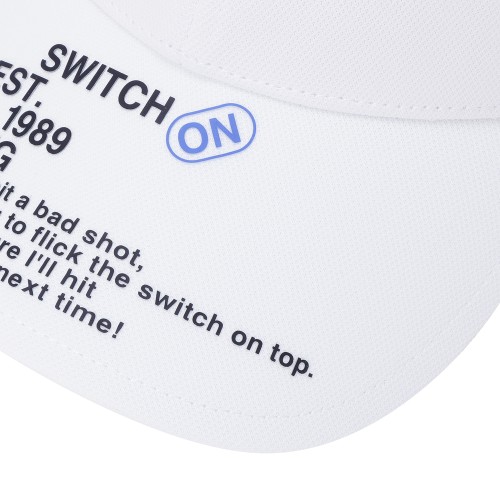 SWITCH ON
EST.
1989
G
it a bad shot,
to flick the switch on top.
re I'll hit
next time!